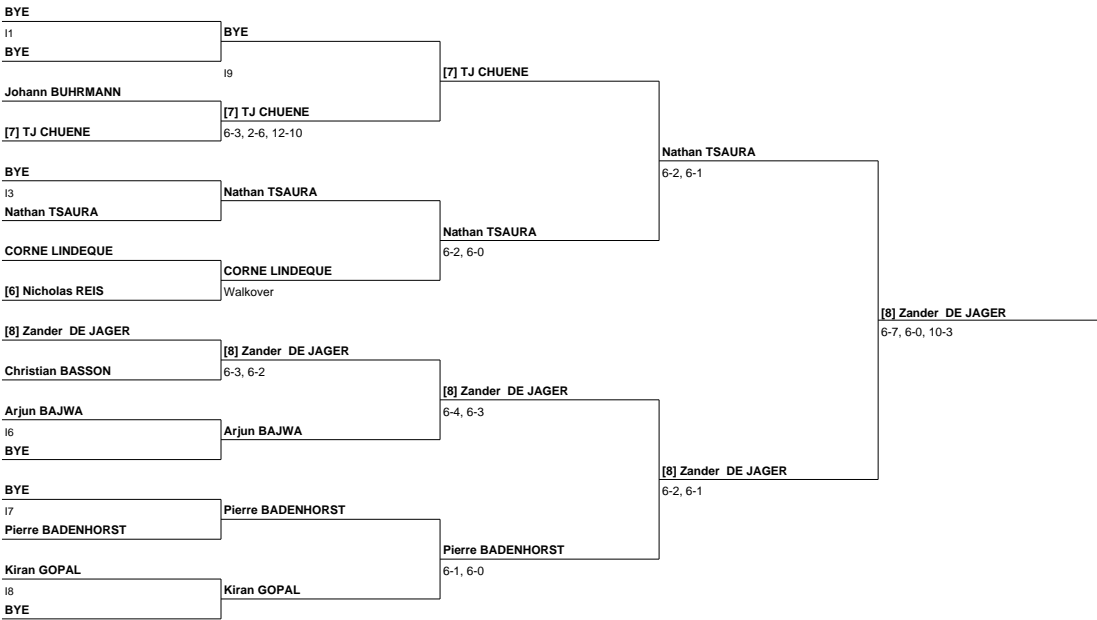 BYE
I1
BYE
Johann BUHRMANN
[7] TJ CHUENE
BYE
I3
Nathan TSAURA
CORNE LINDEQUE
[6] Nicholas REIS
[8] Zander  DE JAGER
Christian BASSON
Arjun BAJWA
I6
BYE
BYE
I7
Pierre BADENHORST
Kiran GOPAL
I8
BYE
BYE
I9
[7] TJ CHUENE
6-3, 2-6, 12-10
Nathan TSAURA
CORNE LINDEQUE
Walkover
[8] Zander  DE JAGER
6-3, 6-2
Arjun BAJWA
Pierre BADENHORST
Kiran GOPAL
[7] TJ CHUENE
Nathan TSAURA
6-2, 6-0
[8] Zander  DE JAGER
6-4, 6-3
Pierre BADENHORST
6-1, 6-0
Nathan TSAURA
6-2, 6-1
[8] Zander  DE JAGER
6-2, 6-1
[8] Zander  DE JAGER
6-7, 6-0, 10-3